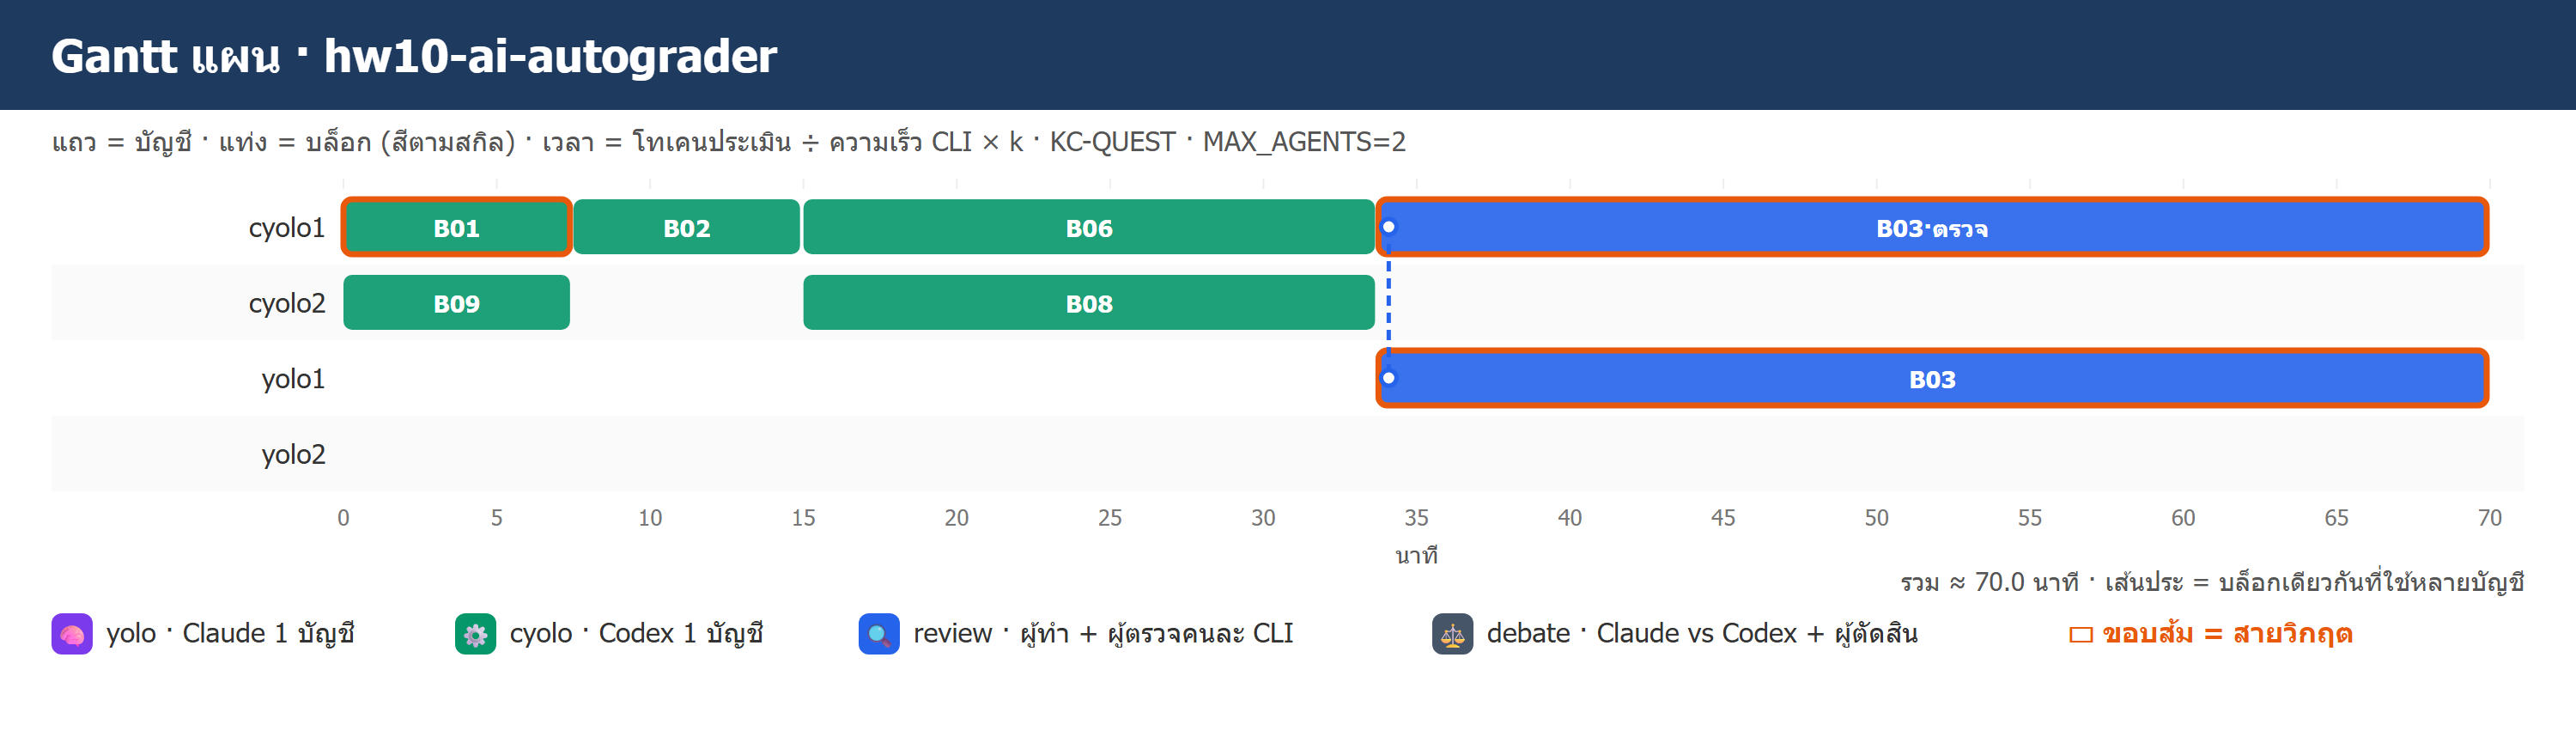 Gantt แผน · hw10-ai-autograder
แถว = บัญชี · แท่ง = บล็อก (สีตามสกิล) · เวลา = โทเคนประเมิน ÷ ความเร็ว CLI × k · KC-QUEST · MAX_AGENTS=2
cyolo1 B01 B02 B06 B03·ตรวจ
cyolo2 B09 B08
yolo1 B03
yolo2
0 5 10 15 20 25 30 35 40 45 50 55 60 65 70
นาที
รวม ≈ 70.0 นาที · เส้นประ = บล็อกเดียวกันที่ใช้หลายบัญชี
yolo · Claude 1 บัญชี cyolo · Codex 1 บัญชี review · ผู้ทำ + ผู้ตรวจคนละ CLI debate · Claude vs Codex + ผู้ตัดสิน ขอบส้ม = สายวิกฤต